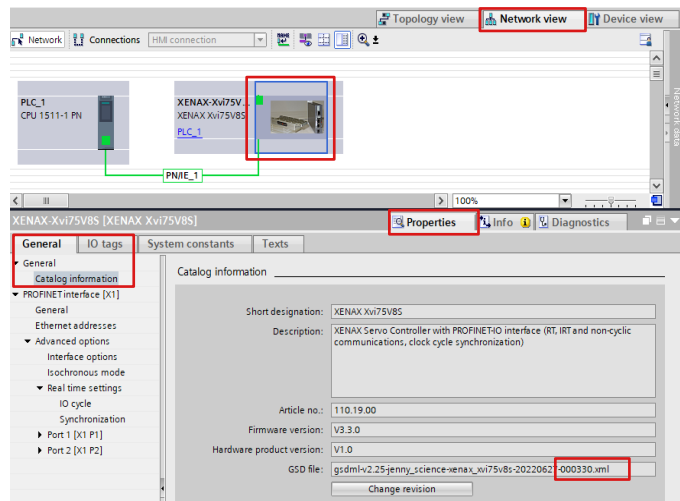 Topology view
Network view
Device view
Network
Connections
HMI connection
PLC_1
CPU 1511-1 PN
XENAX-Xvi75V...
XENAX Xvi75V8S
PLC_1
PN/IE_1
100%
Network data
XENAX-Xvi75V8S [XENAX Xvi75V8S]
Properties
Info
Diagnostics
General
IO tags
System constants
Texts
General
Catalog information
PROFINET interface [X1]
General
Ethernet addresses
Advanced options
Interface options
Isochronous mode
Real time settings
IO cycle
Synchronization
Port 1 [X1 P1]
Port 2 [X1 P2]
Catalog information
Short designation: XENAX Xvi75V8S
Description: XENAX Servo Controller with PROFINET-IO interface (RT, IRT and non-cyclic
communications, clock cycle synchronization)
Article no.: 110.19.00
Firmware version: V3.3.0
Hardware product version: V1.0
GSD file: gsdml-v2.25-jenny_science-xenax_xvi75v8s-20220627-000330.xml
Change revision